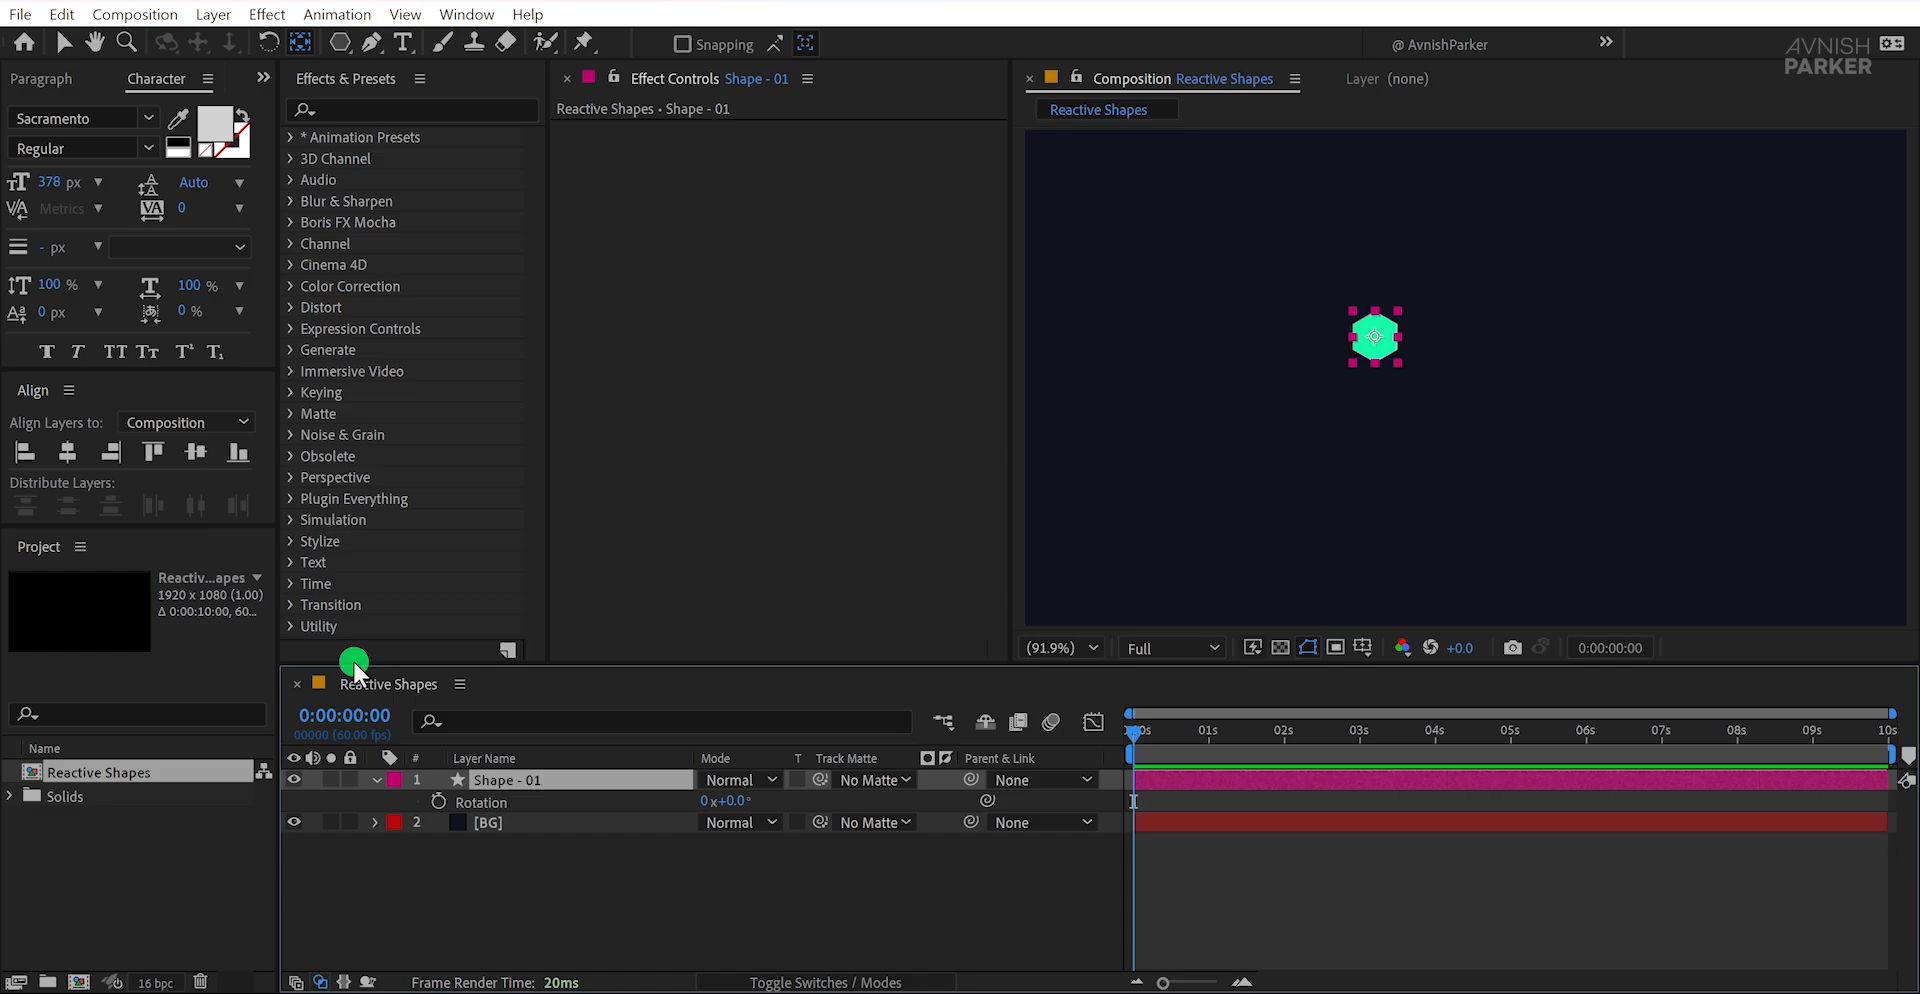 File Edit Composition Layer Effect Animation View Window Help
Snapping
@ AvnishParker
AVNISH
PARKER
Paragraph Character
Effects & Presets
Effect Controls Shape - 01
Composition Reactive Shapes
Layer (none)
Reactive Shapes • Shape - 01
Reactive Shapes
Sacramento
Regular
378 px
Auto
Metrics
0
- px
100 %
100 %
0 px
0 %
* Animation Presets
3D Channel
Audio
Blur & Sharpen
Boris FX Mocha
Channel
Cinema 4D
Color Correction
Distort
Expression Controls
Generate
Immersive Video
Keying
Matte
Noise & Grain
Obsolete
Perspective
Plugin Everything
Simulation
Stylize
Text
Time
Transition
Utility
Align
Align Layers to: Composition
Distribute Layers:
Project
Reactiv...apes
1920 x 1080 (1.00)
Δ 0:00:10:00, 60...
Name
Reactive Shapes
Solids
16 bpc
(91.9%)
Full
+0.0
0:00:00:00
Reactive Shapes
0:00:00:00
00000 (60.00 fps)
# Layer Name Mode T Track Matte Parent & Link
1 Shape - 01 Normal No Matte None
Rotation 0x+0.0°
2 [BG] Normal No Matte None
01s 02s 03s 04s 05s 06s 07s 08s 09s 10s
Frame Render Time: 20ms
Toggle Switches / Modes